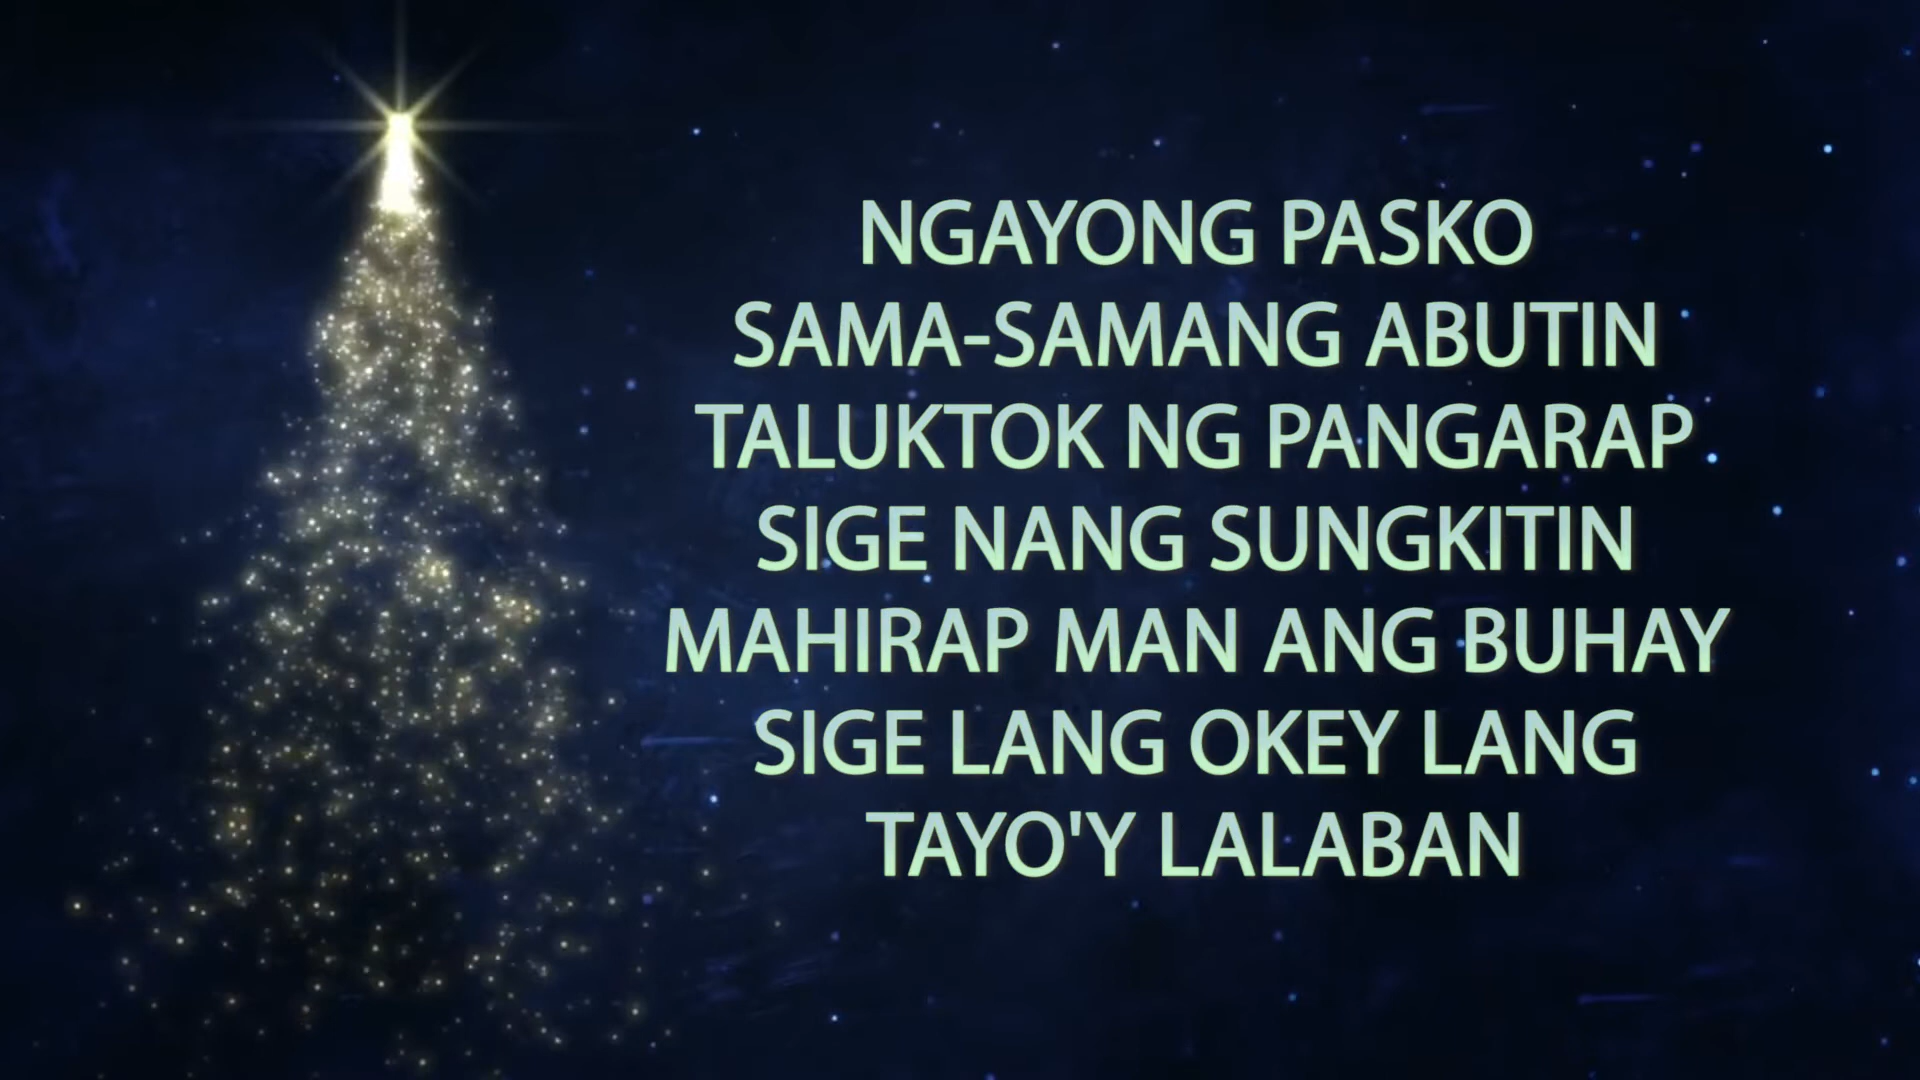 NGAYONG PASKO
SAMA-SAMANG ABUTIN
TALUKTOK NG PANGARAP
SIGE NANG SUNGKITIN
MAHIRAP MAN ANG BUHAY
SIGE LANG OKEY LANG
TAYO'Y LALABAN